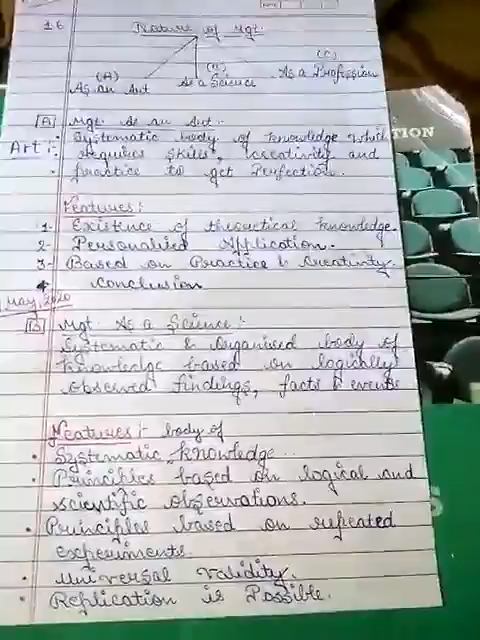 1.6 Nature of Mgt.
(A) (B) (C)
As an Art As a Science As a Profession
[A] Mgt. As an Art :-
Art :- Systematic body of knowledge which
requires skills, creativity and
practice to get Perfection.
Features :
1- Existence of theoretical knowledge.
2- Personalised Application.
3- Based on Practice & Creativity.
* Conclusion
May, 2020
[B] Mgt. As a Science :
Systematic & Organised body of
knowledge based on logically
observed findings, facts & events
Features :- body of
• Systematic knowledge
• Principles based on logical and
scientific observations.
• Principles based on repeated
experiments.
• universal validity.
• Replication is Possible.
TION
S